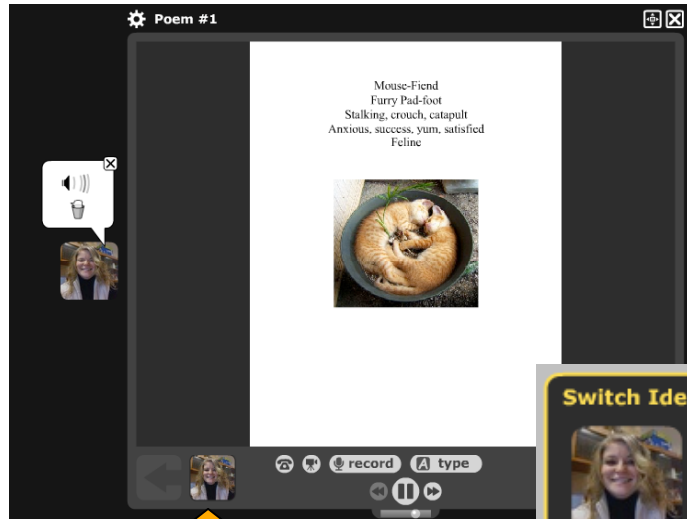 Poem #1
Mouse-Fiend
Furry Pad-foot
Stalking, crouch, catapult
Anxious, success, yum, satisfied
Feline
record
A type
Switch Ide